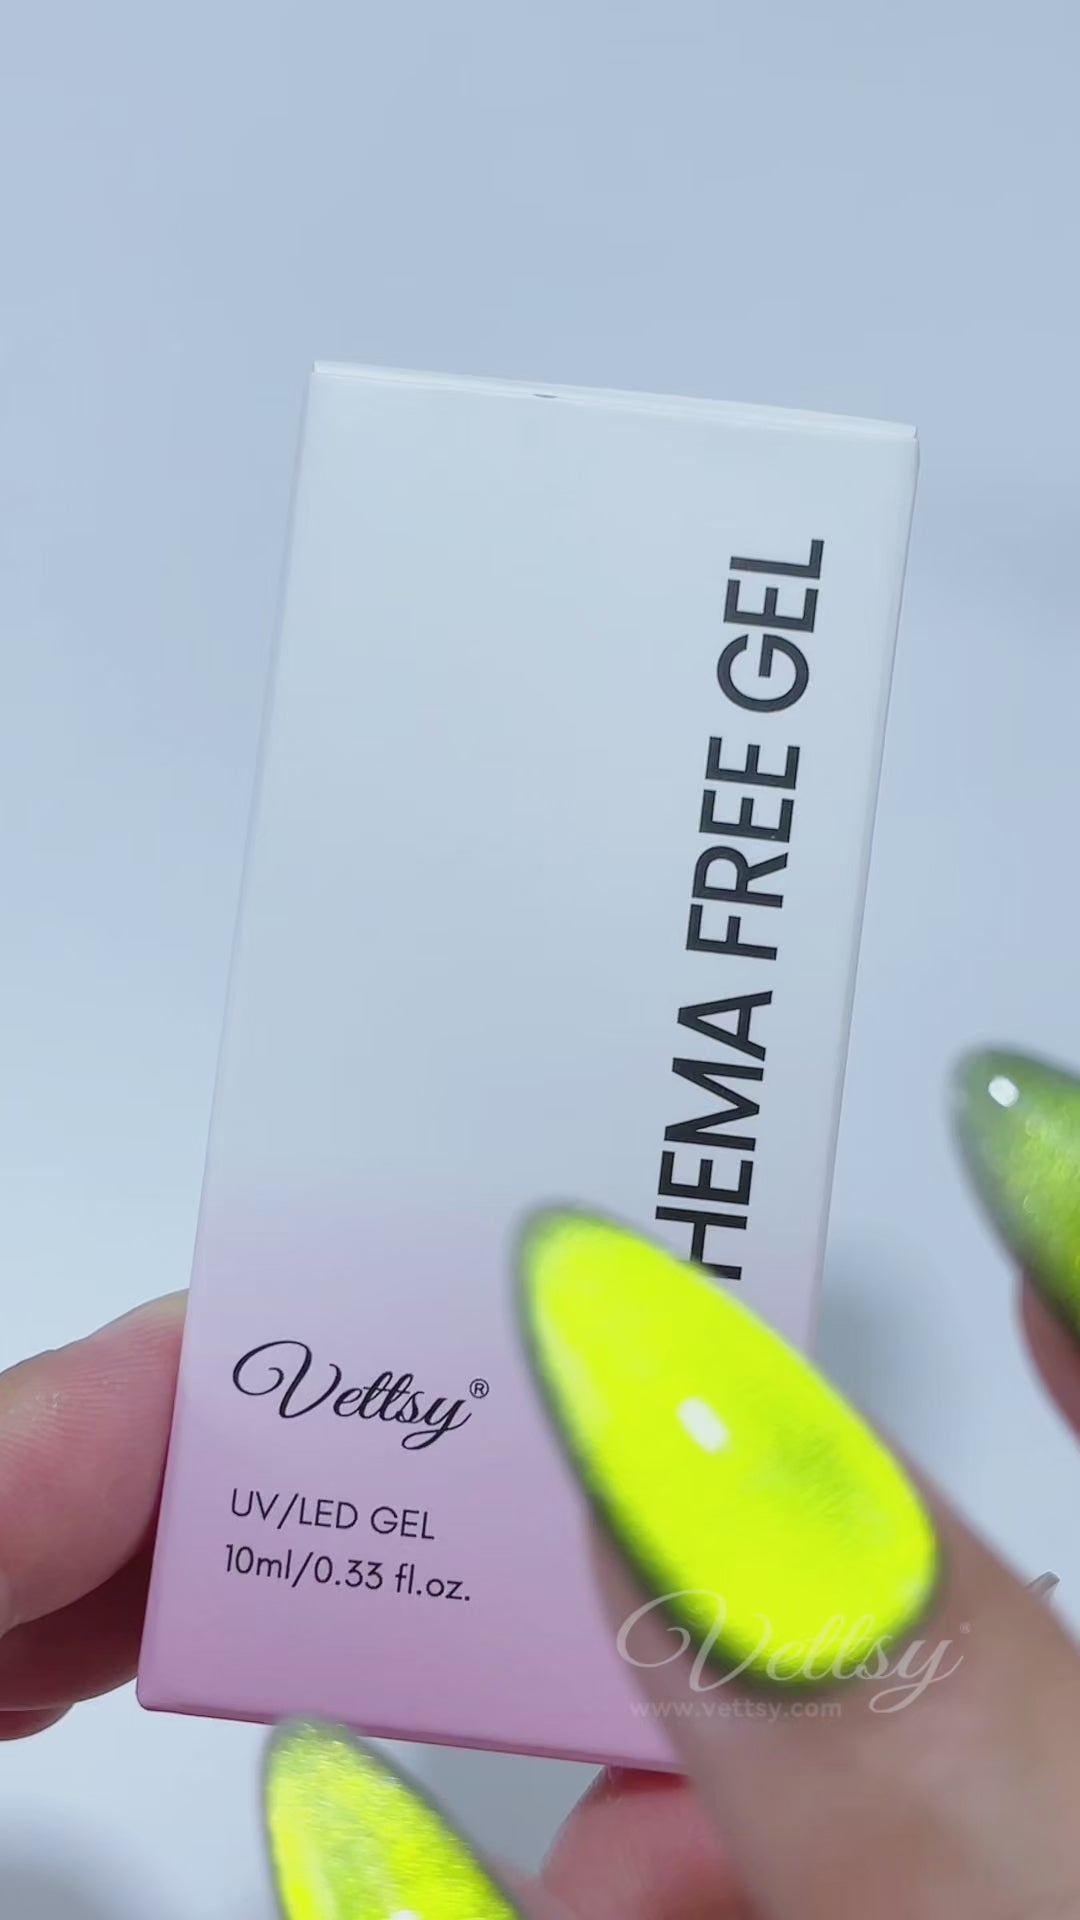 HEMA FREE GEL
Vettsy®
UV/LED GEL
10ml/0.33 fl.oz.
Vettsy®
www.vettsy.com